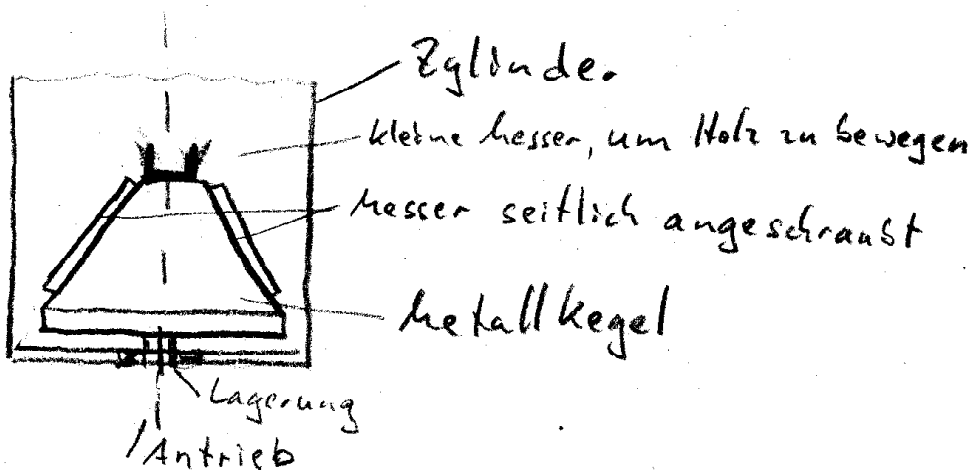 Zylinder
kleine Messer, um Holz zu bewegen
Messer seitlich angeschraubt
Metallkegel
Lagerung
Antrieb